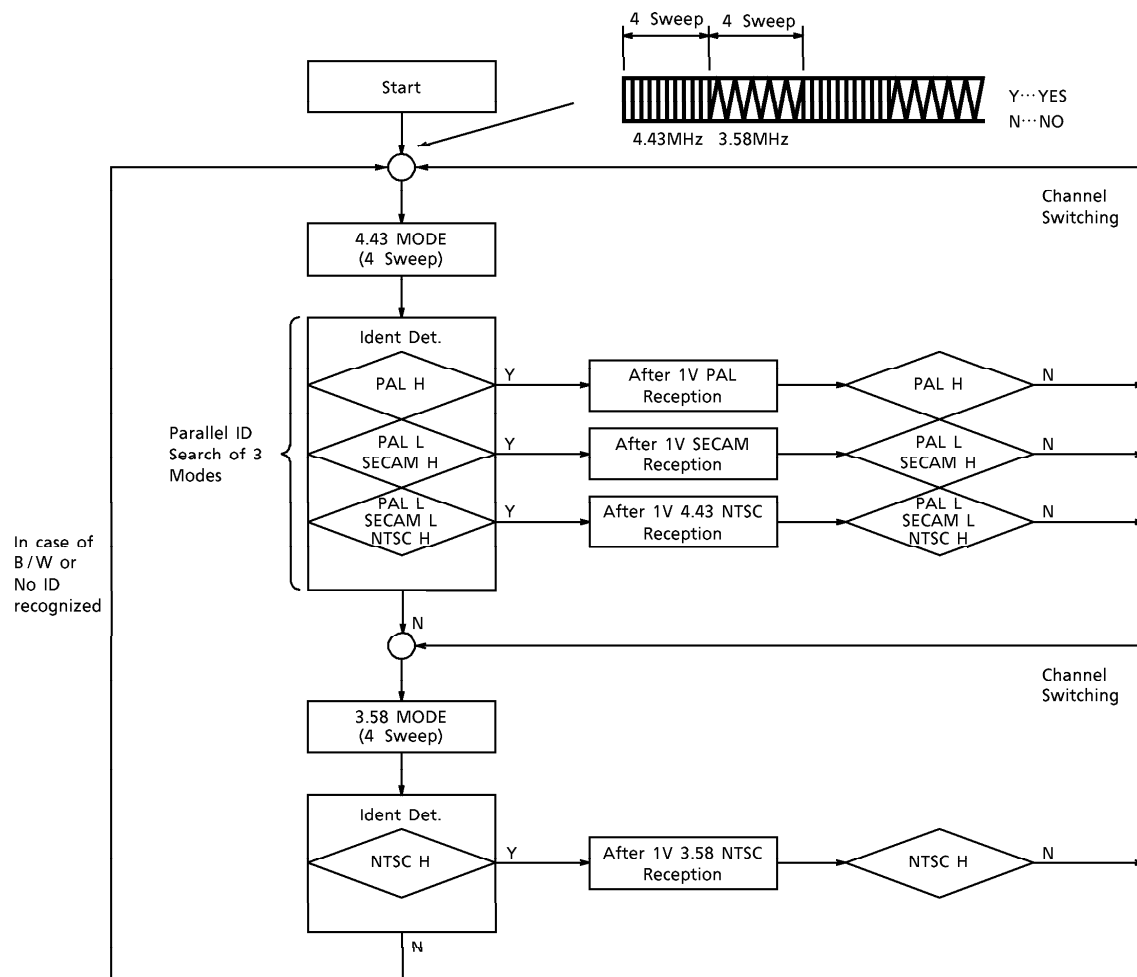 4 Sweep
4 Sweep
Start
Y···YES
N···NO
4.43MHz
3.58MHz
Channel
Switching
4.43 MODE
(4 Sweep)
Parallel ID
Search of 3
Modes
Ident Det.
PAL H
Y
After 1V PAL
Reception
PAL H
N
PAL L
SECAM H
Y
After 1V SECAM
Reception
PAL L
SECAM H
N
PAL L
SECAM L
NTSC H
Y
After 1V 4.43 NTSC
Reception
PAL L
SECAM L
NTSC H
N
In case of
B/W or
No ID
recognized
N
Channel
Switching
3.58 MODE
(4 Sweep)
Ident Det.
NTSC H
Y
After 1V 3.58 NTSC
Reception
NTSC H
N
N